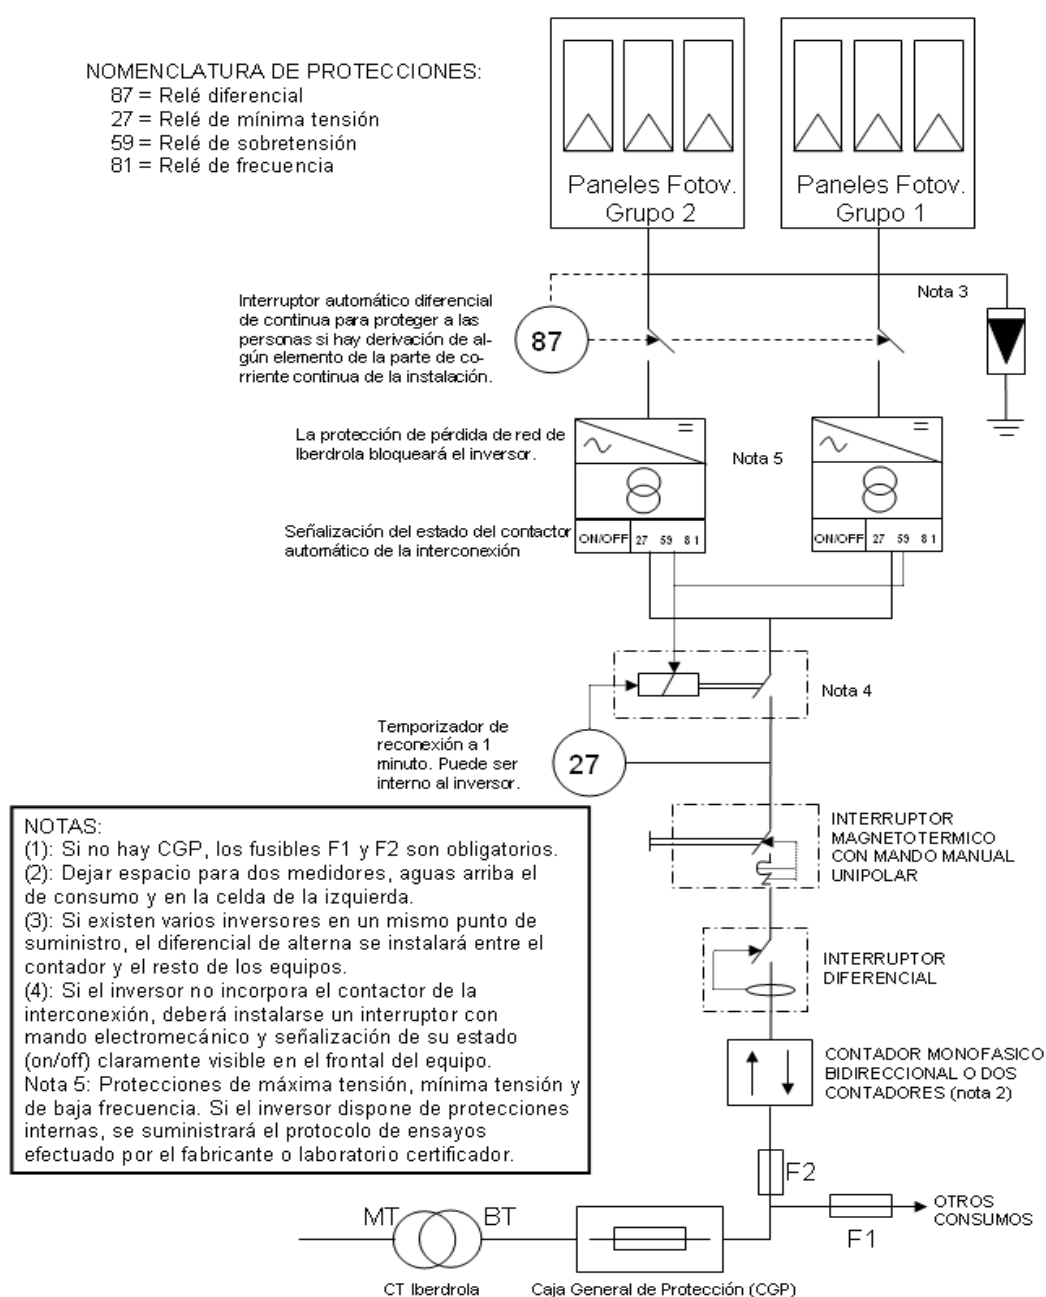 NOMENCLATURA DE PROTECCIONES:
87 = Relé diferencial
27 = Relé de mínima tensión
59 = Relé de sobretensión
81 = Relé de frecuencia
Paneles Fotov.
Grupo 2
Paneles Fotov.
Grupo 1
Nota 3
Interruptor automático diferencial
de continua para proteger a las
personas si hay derivación de al-
gún elemento de la parte de co-
rriente continua de la instalación.
87
La protección de pérdida de red de
Iberdrola bloqueará el inversor.
Nota 5
Señalización del estado del contactor
automático de la interconexión
ON/OFF 27 59 81
ON/OFF 27 59 81
Nota 4
Temporizador de
reconexión a 1
minuto. Puede ser
interno al inversor.
27
NOTAS:
(1): Si no hay CGP, los fusibles F1 y F2 son obligatorios.
(2): Dejar espacio para dos medidores, aguas arriba el
de consumo y en la celda de la izquierda.
(3): Si existen varios inversores en un mismo punto de
suministro, el diferencial de alterna se instalará entre el
contador y el resto de los equipos.
(4): Si el inversor no incorpora el contactor de la
interconexión, deberá instalarse un interruptor con
mando electromecánico y señalización de su estado
(on/off) claramente visible en el frontal del equipo.
Nota 5: Protecciones de máxima tensión, mínima tensión y
de baja frecuencia. Si el inversor dispone de protecciones
internas, se suministrará el protocolo de ensayos
efectuado por el fabricante o laboratorio certificador.
INTERRUPTOR
MAGNETOTERMICO
CON MANDO MANUAL
UNIPOLAR
INTERRUPTOR
DIFERENCIAL
CONTADOR MONOFASICO
BIDIRECCIONAL O DOS
CONTADORES (nota 2)
F2
OTROS
CONSUMOS
F1
MT
BT
CT Iberdrola
Caja General de Protección (CGP)